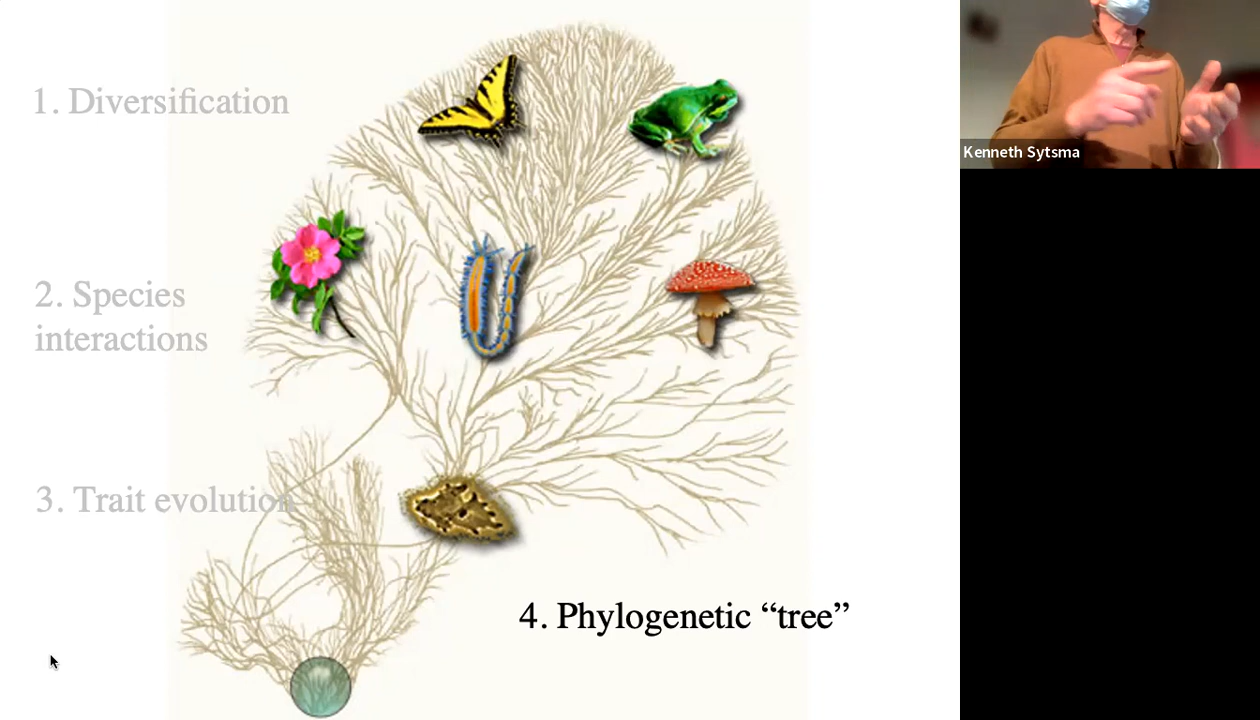 1. Diversification
Kenneth Sytsma
2. Species
interactions
3. Trait evolution
4. Phylogenetic “tree”